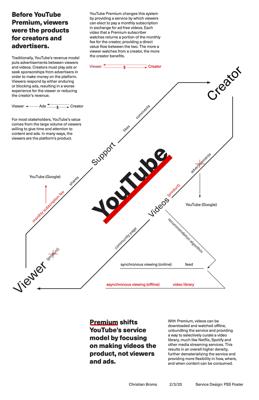 Before YouTube
Premium, viewers
were the products
for creators and
advertisers.
Traditionally, YouTube's revenue model
puts advertisements between viewers
and videos. Creators must play ads or
seek sponsorships from advertisers in
order to make money on the platform.
Viewers respond by either enduring
or blocking ads, resulting in a worse
experience for the viewer or reducing
the creator's revenue.
Viewer Ads Creator
$
For most stakeholders, YouTube's value
comes from the large volume of viewers
willing to give time and attention to
content and ads. In many ways, the
viewers are the platform's product.
YouTube Premium changes this system
by providing a service by which viewers
can elect to pay a monthly subscription
in exchange for ad free videos. Each
video that a Premium subscriber
watches returns a portion of the monthly
fee for the creator, providing a direct
value flow between the two. The more a
viewer watches from a creator, the more
the creator benefits.
Viewer Creator
$
Creator
comments
likes
Support
shares
YouTube
YouTube (Google)
monthly subscription fee
YouTube (Google)
Videos (product)
community page
recommendation algorithm
Viewer
synchronous viewing (online) feed
asynchronous viewing (offline) video library
Premium shifts
YouTube's service
model by focusing
on making videos the
product, not viewers
and ads.
With Premium, videos can be
downloaded and watched offline,
unbundling the service and providing
a way to selectively curate a video
library, much like Netflix, Spotify and
other media streaming services. This
results in an overall higher density,
further dematerializing the service and
providing more flexibility in how, where,
and when content can be consumed.
Christian Broms 2/3/20 Service Design: PSS Poster